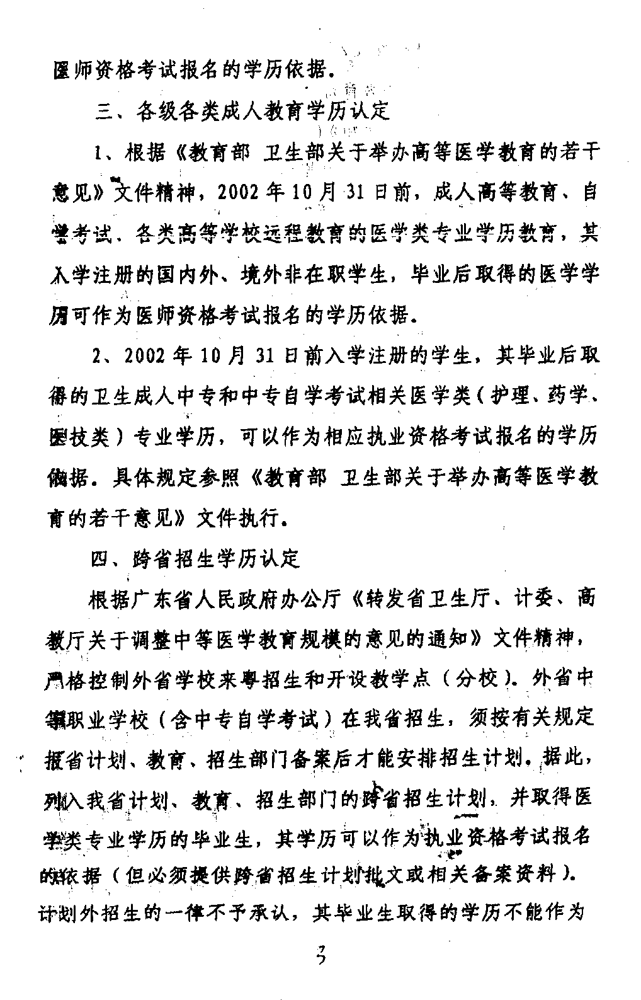 医师资格考试报名的学历依据。
三、各级各类成人教育学历认定
1、根据《教育部 卫生部关于举办高等医学教育的若干
意见》文件精神，2002年10月31日前，成人高等教育、自
学考试、各类高等学校远程教育的医学类专业学历教育，其
入学注册的国内外、境外非在职学生，毕业后取得的医学学
历可作为医师资格考试报名的学历依据。
2、2002年10月31日前入学注册的学生，其毕业后取
得的卫生成人中专和中专自学考试相关医学类（护理、药学、
医技类）专业学历，可以作为相应执业资格考试报名的学历
依据。具体规定参照《教育部 卫生部关于举办高等医学教
育的若干意见》文件执行。
四、跨省招生学历认定
根据广东省人民政府办公厅《转发省卫生厅、计委、高
教厅关于调整中等医学教育规模的意见的通知》文件精神，
严格控制外省学校来粤招生和开设教学点（分校）。外省中
等职业学校（含中专自学考试）在我省招生，须按有关规定
报省计划、教育、招生部门备案后才能安排招生计划。据此，
列入我省计划、教育、招生部门的跨省招生计划，并取得医
学类专业学历的毕业生，其学历可以作为执业资格考试报名
的依据（但必须提供跨省招生计划批文或相关备案资料）。
计划外招生的一律不予承认，其毕业生取得的学历不能作为
3